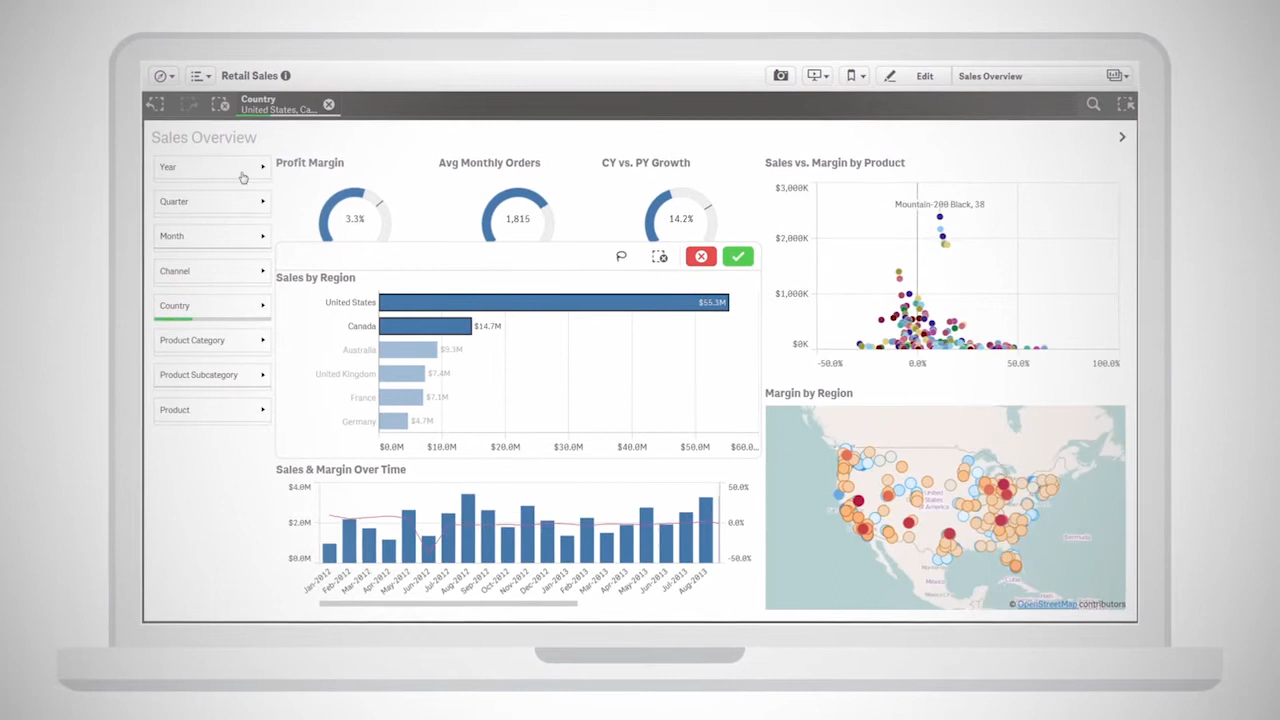 Retail Sales
Edit
Sales Overview
Country
United States, Ca...
Sales Overview
Year
Quarter
Month
Channel
Country
Product Category
Product Subcategory
Product
Profit Margin
3.3%
Avg Monthly Orders
1,815
CY vs. PY Growth
14.2%
Sales by Region
United States $55.3M
Canada $14.7M
Australia $9.3M
United Kingdom $7.4M
France $7.1M
Germany $4.7M
$0.0M $10.0M $20.0M $30.0M $40.0M $50.0M $60.0...
Sales & Margin Over Time
$4.0M
$2.0M
$0.0M
50.0%
0.0%
-50.0%
Jan-2012 Feb-2012 Mar-2012 Apr-2012 May-2012 Jun-2012 Jul-2012 Aug-2012 Sep-2012 Oct-2012 Nov-2012 Dec-2012 Jan-2013 Feb-2013 Mar-2013 Apr-2013 May-2013 Jun-2013 Jul-2013 Aug-2013
Sales vs. Margin by Product
$3,000K
$2,000K
$1,000K
$0K
Mountain-200 Black, 38
-50.0% 0.0% 50.0% 100.0%
Margin by Region
United
States
of America
Bermuda
Mexico
Cuba
© OpenStreetMap contributors